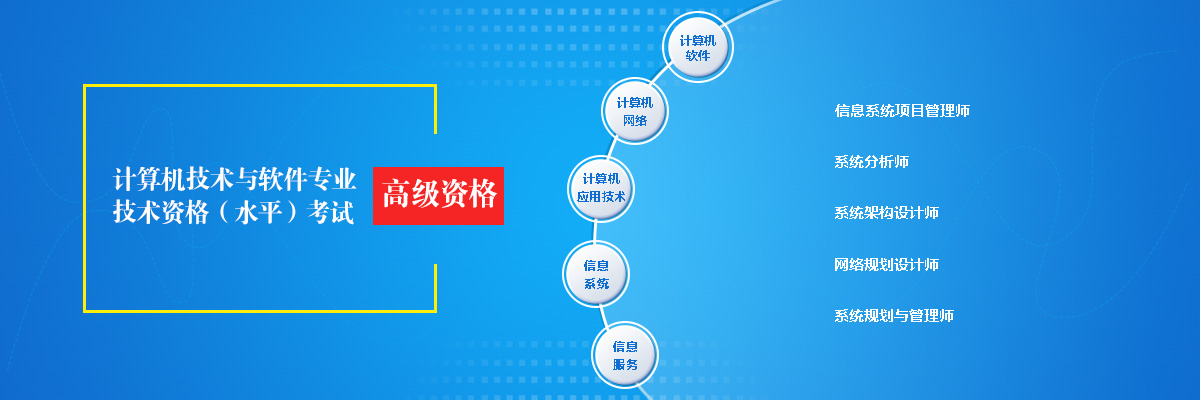 计算机技术与软件专业
技术资格（水平）考试
高级资格
计算机
软件
计算机
网络
计算机
应用技术
信息
系统
信息
服务
信息系统项目管理师
系统分析师
系统架构设计师
网络规划设计师
系统规划与管理师